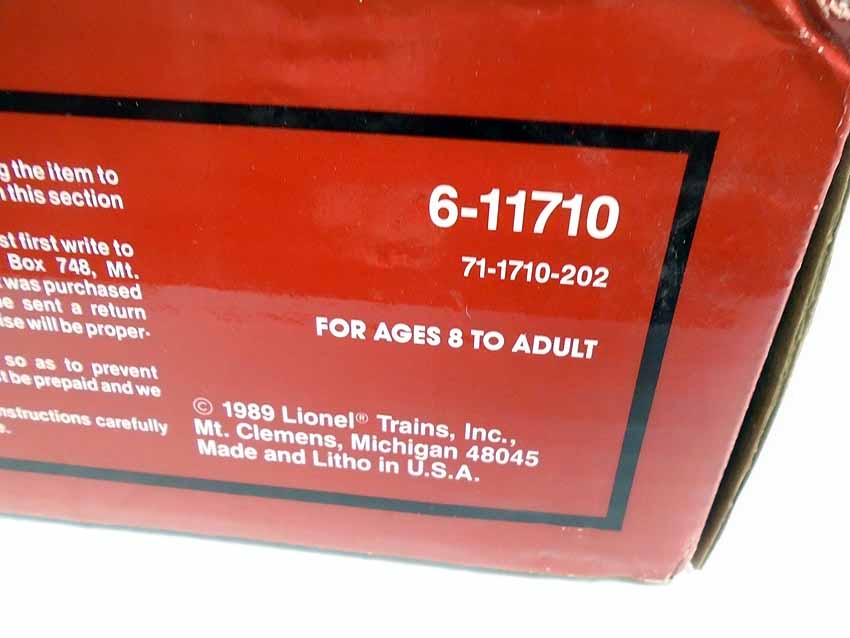 g the item to
this section
st first write to
Box 748, Mt.
was purchased
e sent a return
ise will be proper-
so as to prevent
t be prepaid and we
nstructions carefully
e.
6-11710
71-1710-202
FOR AGES 8 TO ADULT
© 1989 Lionel® Trains, Inc.,
Mt. Clemens, Michigan 48045
Made and Litho in U.S.A.